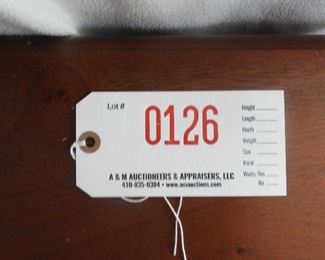 Lot #
0126
Height
Length
Depth
Weight
Size
Karat
Works: Yes
No
A & M AUCTIONEERS & APPRAISERS, LLC
410-835-0384 • www.amauctions.com